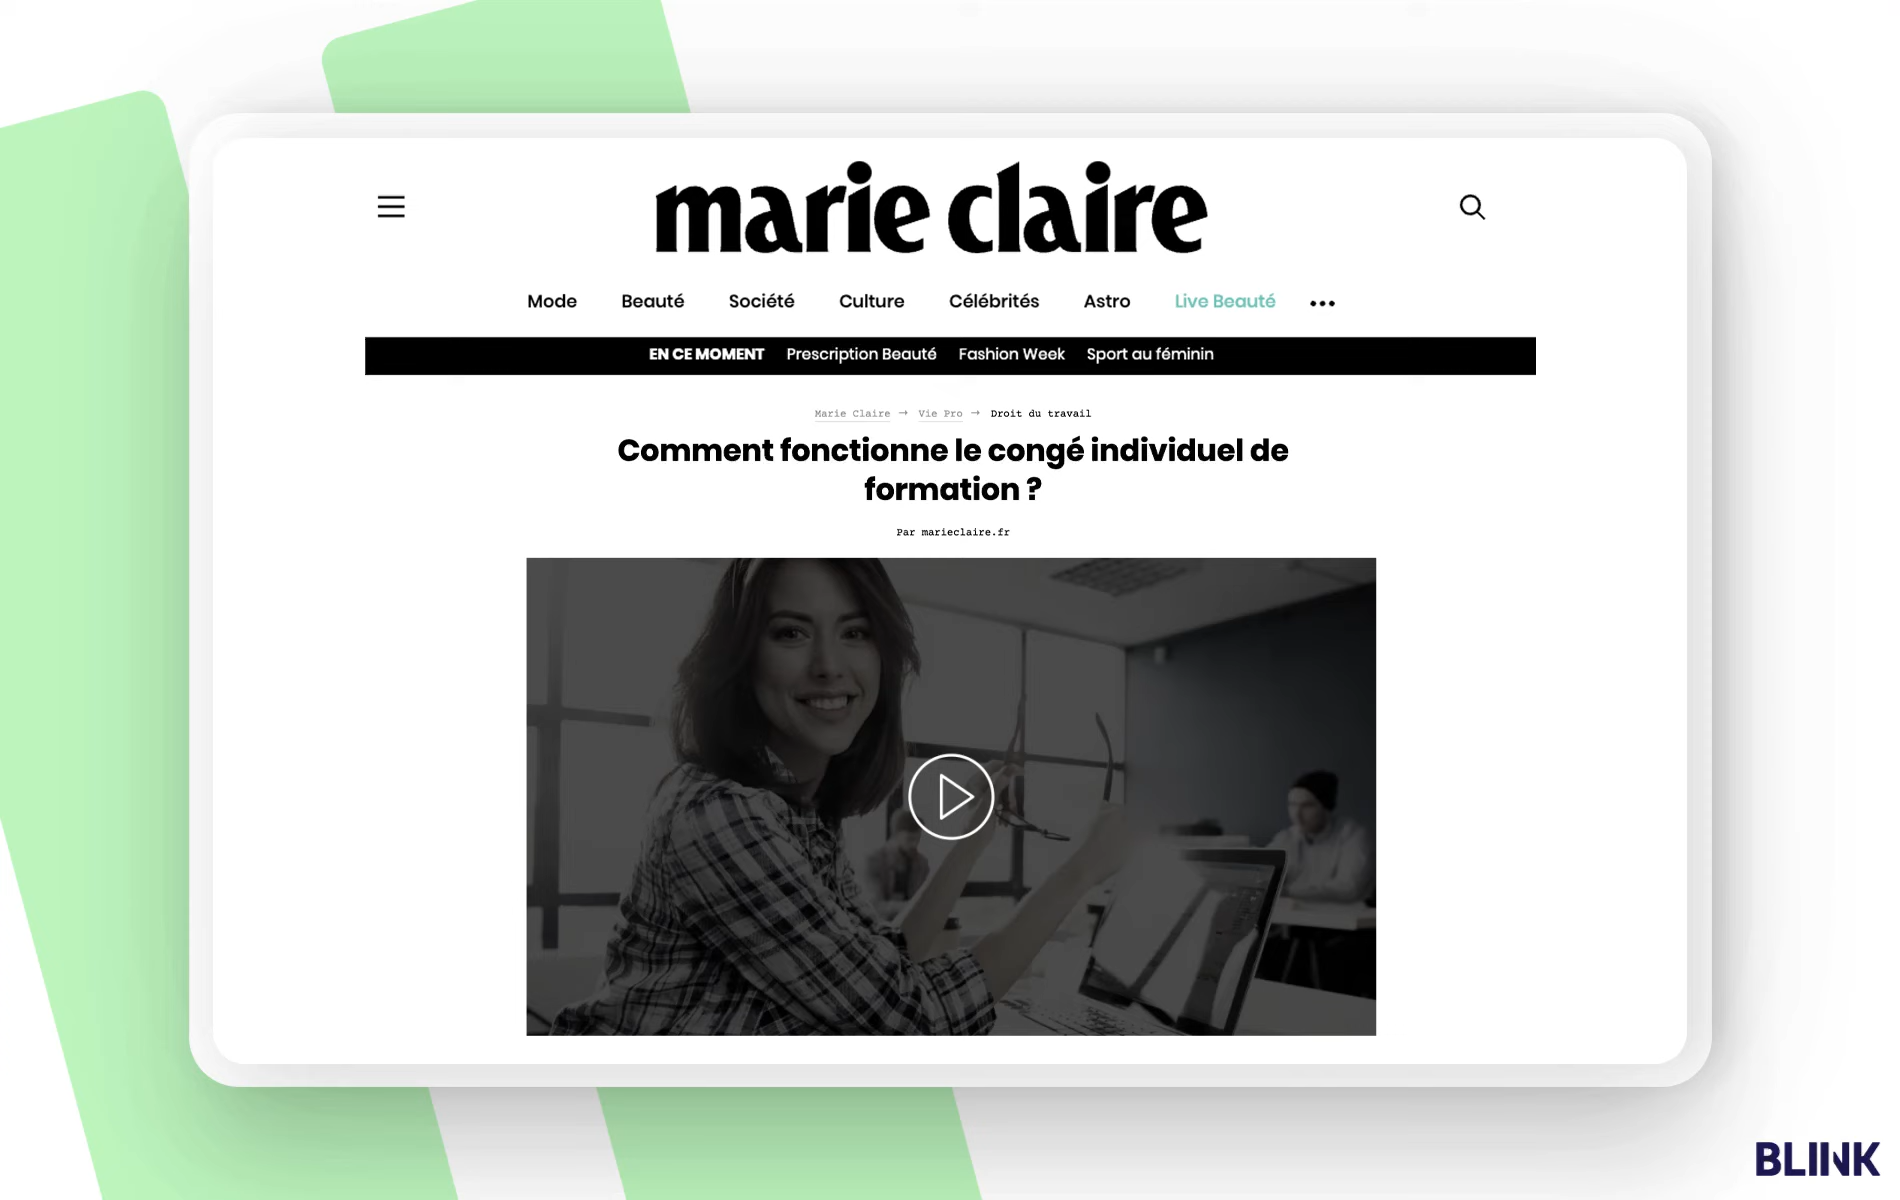 marie claire
Mode Beauté Société Culture Célébrités Astro Live Beauté
EN CE MOMENT Prescription Beauté Fashion Week Sport au féminin
Marie Claire → Vie Pro → Droit du travail
Comment fonctionne le congé individuel de
formation ?
Par marieclaire.fr
BLIINK